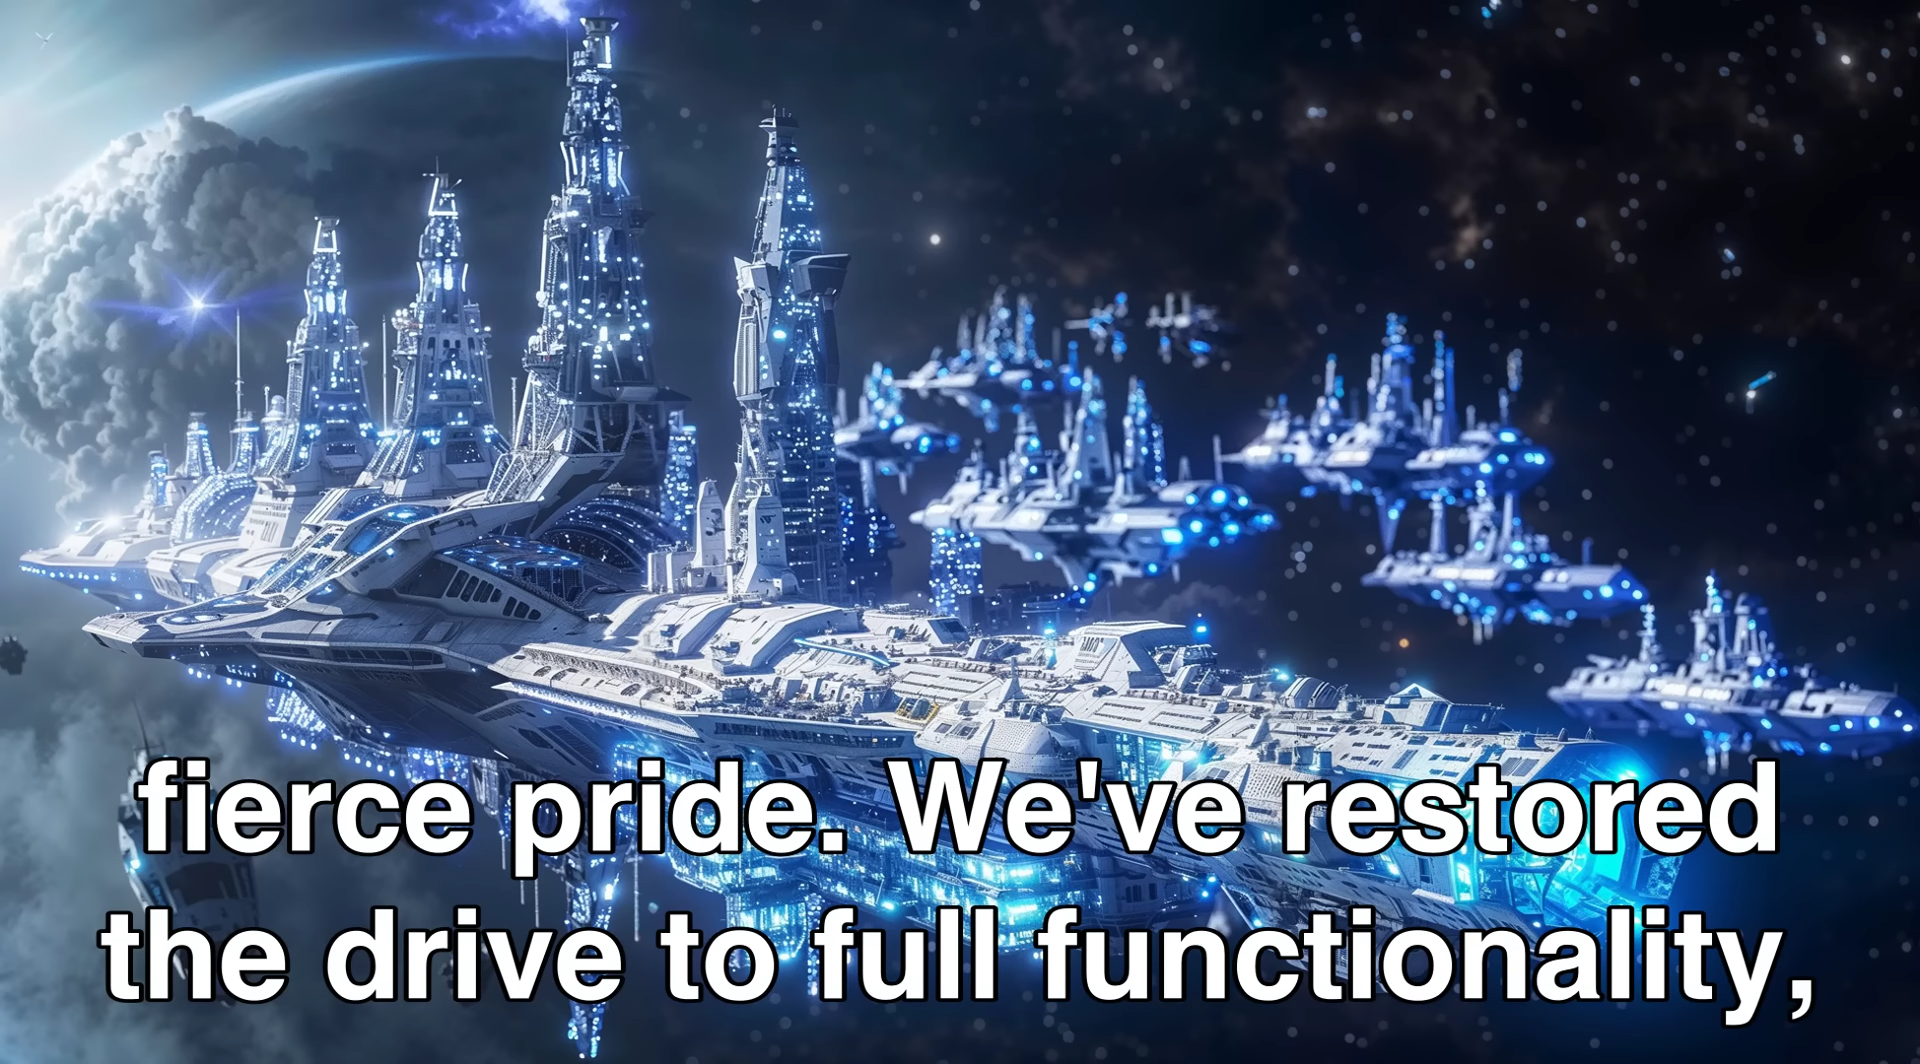 fierce pride. We've restored
the drive to full functionality,